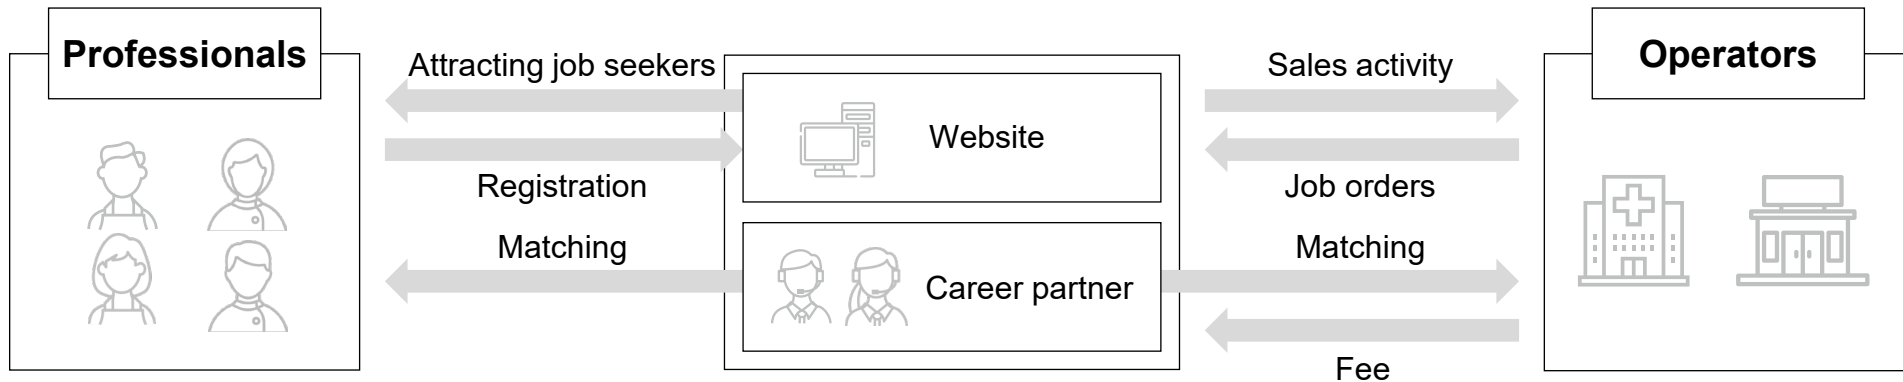 Professionals
Attracting job seekers
Registration
Matching
Website
Career partner
Sales activity
Job orders
Matching
Fee
Operators